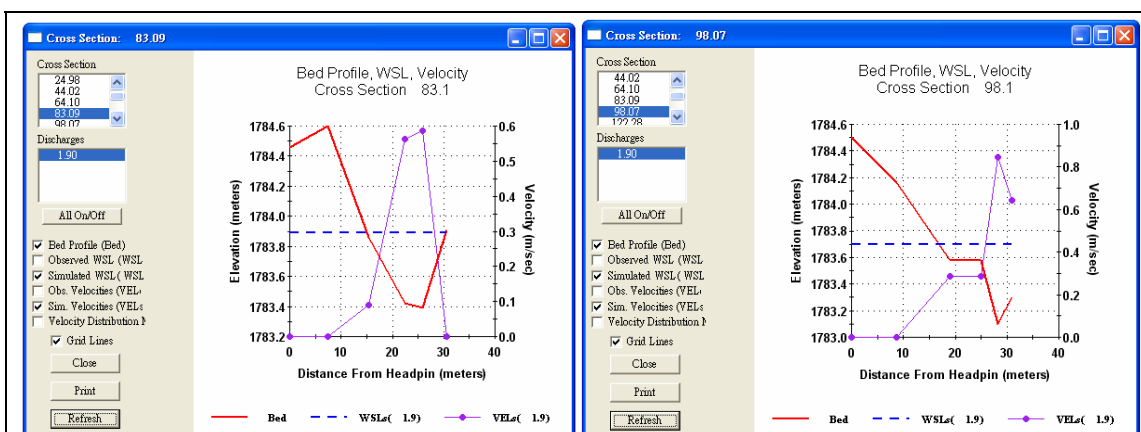 Cross Section: 83.09
Cross Section
24.98
44.02
64.10
83.09
98.07
Discharges
1.90
All On/Off
Bed Profile (Bed)
Observed WSL (WSL
Simulated WSL ( WSL
Obs. Velocities (VEL
Sim. Velocities (VELs
Velocity Distribution
Grid Lines
Close
Print
Refresh
Bed Profile, WSL, Velocity
Cross Section 83.1
Elevation (meters)
1784.6
1784.4
1784.2
1784.0
1783.8
1783.6
1783.4
1783.2
0.6
0.5
0.4
0.3
0.2
0.1
0.0
Velocity (m/sec)
0 10 20 30 40
Distance From Headpin (meters)
Bed WSLs( 1.9) VELs( 1.9)
Cross Section: 98.07
Cross Section
44.02
64.10
83.09
98.07
122.28
Discharges
1.90
All On/Off
Bed Profile (Bed)
Observed WSL (WSL
Simulated WSL ( WSL
Obs. Velocities (VEL
Sim. Velocities (VELs
Velocity Distribution
Grid Lines
Close
Print
Refresh
Bed Profile, WSL, Velocity
Cross Section 98.1
Elevation (meters)
1784.6
1784.4
1784.2
1784.0
1783.8
1783.6
1783.4
1783.2
1783.0
1.0
0.8
0.6
0.4
0.2
0.0
Velocity (m/sec)
0 10 20 30 40
Distance From Headpin (meters)
Bed WSLs( 1.9) VELs( 1.9)